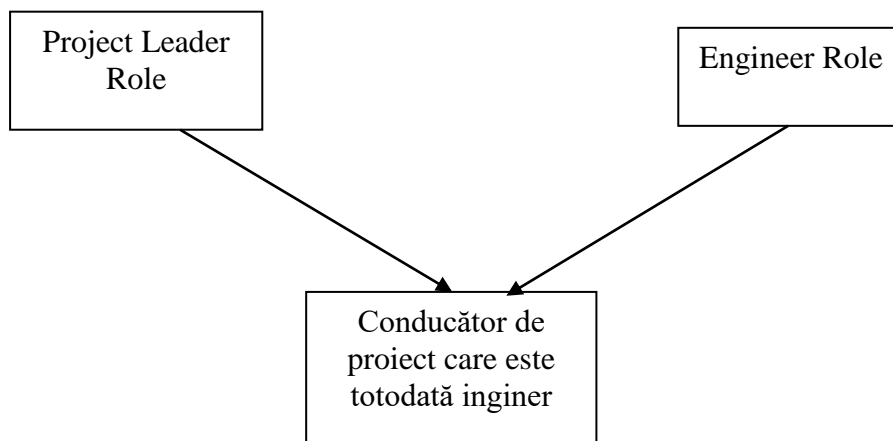 Project Leader
Role
Engineer Role
Conducător de
proiect care este
totodată inginer